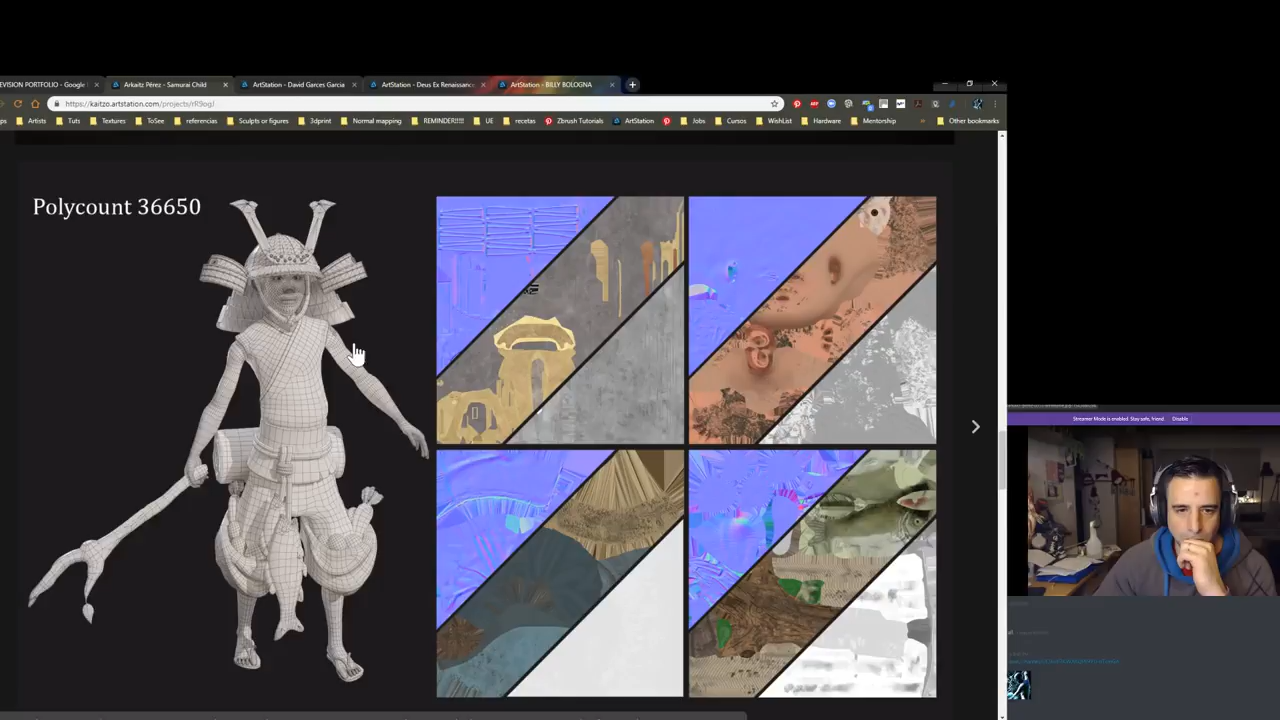 EVISION PORTFOLIO - Google
Arkaitz Pérez - Samurai Child
ArtStation - David Garces Garcia
ArtStation - Deus Ex Renaissance
ArtStation - BILLY BOLOGNA
https://kaitzo.artstation.com/projects/rR9ogJ
ps Artists Tuts Textures ToSee referencias Sculpts or figures 3dprint Normal mapping REMINDER!!!! UE recetas Zbrush Tutorials ArtStation Jobs Cursos WishList Hardware Mentorship » Other bookmarks
Polycount 36650
Streamer Mode is enabled. Stay safe, friend. Disable